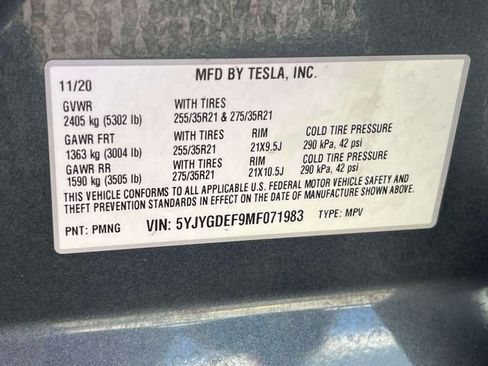 MFD BY TESLA, INC.
11/20
GVWR WITH TIRES
2405 kg (5302 lb) 255/35R21 & 275/35R21
GAWR FRT WITH TIRES RIM COLD TIRE PRESSURE
1363 kg (3004 lb) 255/35R21 21X9.5J 290 kPa, 42 psi
GAWR RR WITH TIRES RIM COLD TIRE PRESSURE
1590 kg (3505 lb) 275/35R21 21X10.5J 290 kPa, 42 psi
THIS VEHICLE CONFORMS TO ALL APPLICABLE U.S. FEDERAL MOTOR VEHICLE SAFETY AND
THEFT PREVENTION STANDARDS IN EFFECT ON THE DATE OF MANUFACTURE SHOWN ABOVE.
PNT: PMNG VIN: 5YJYGDEF9MF071983 TYPE: MPV